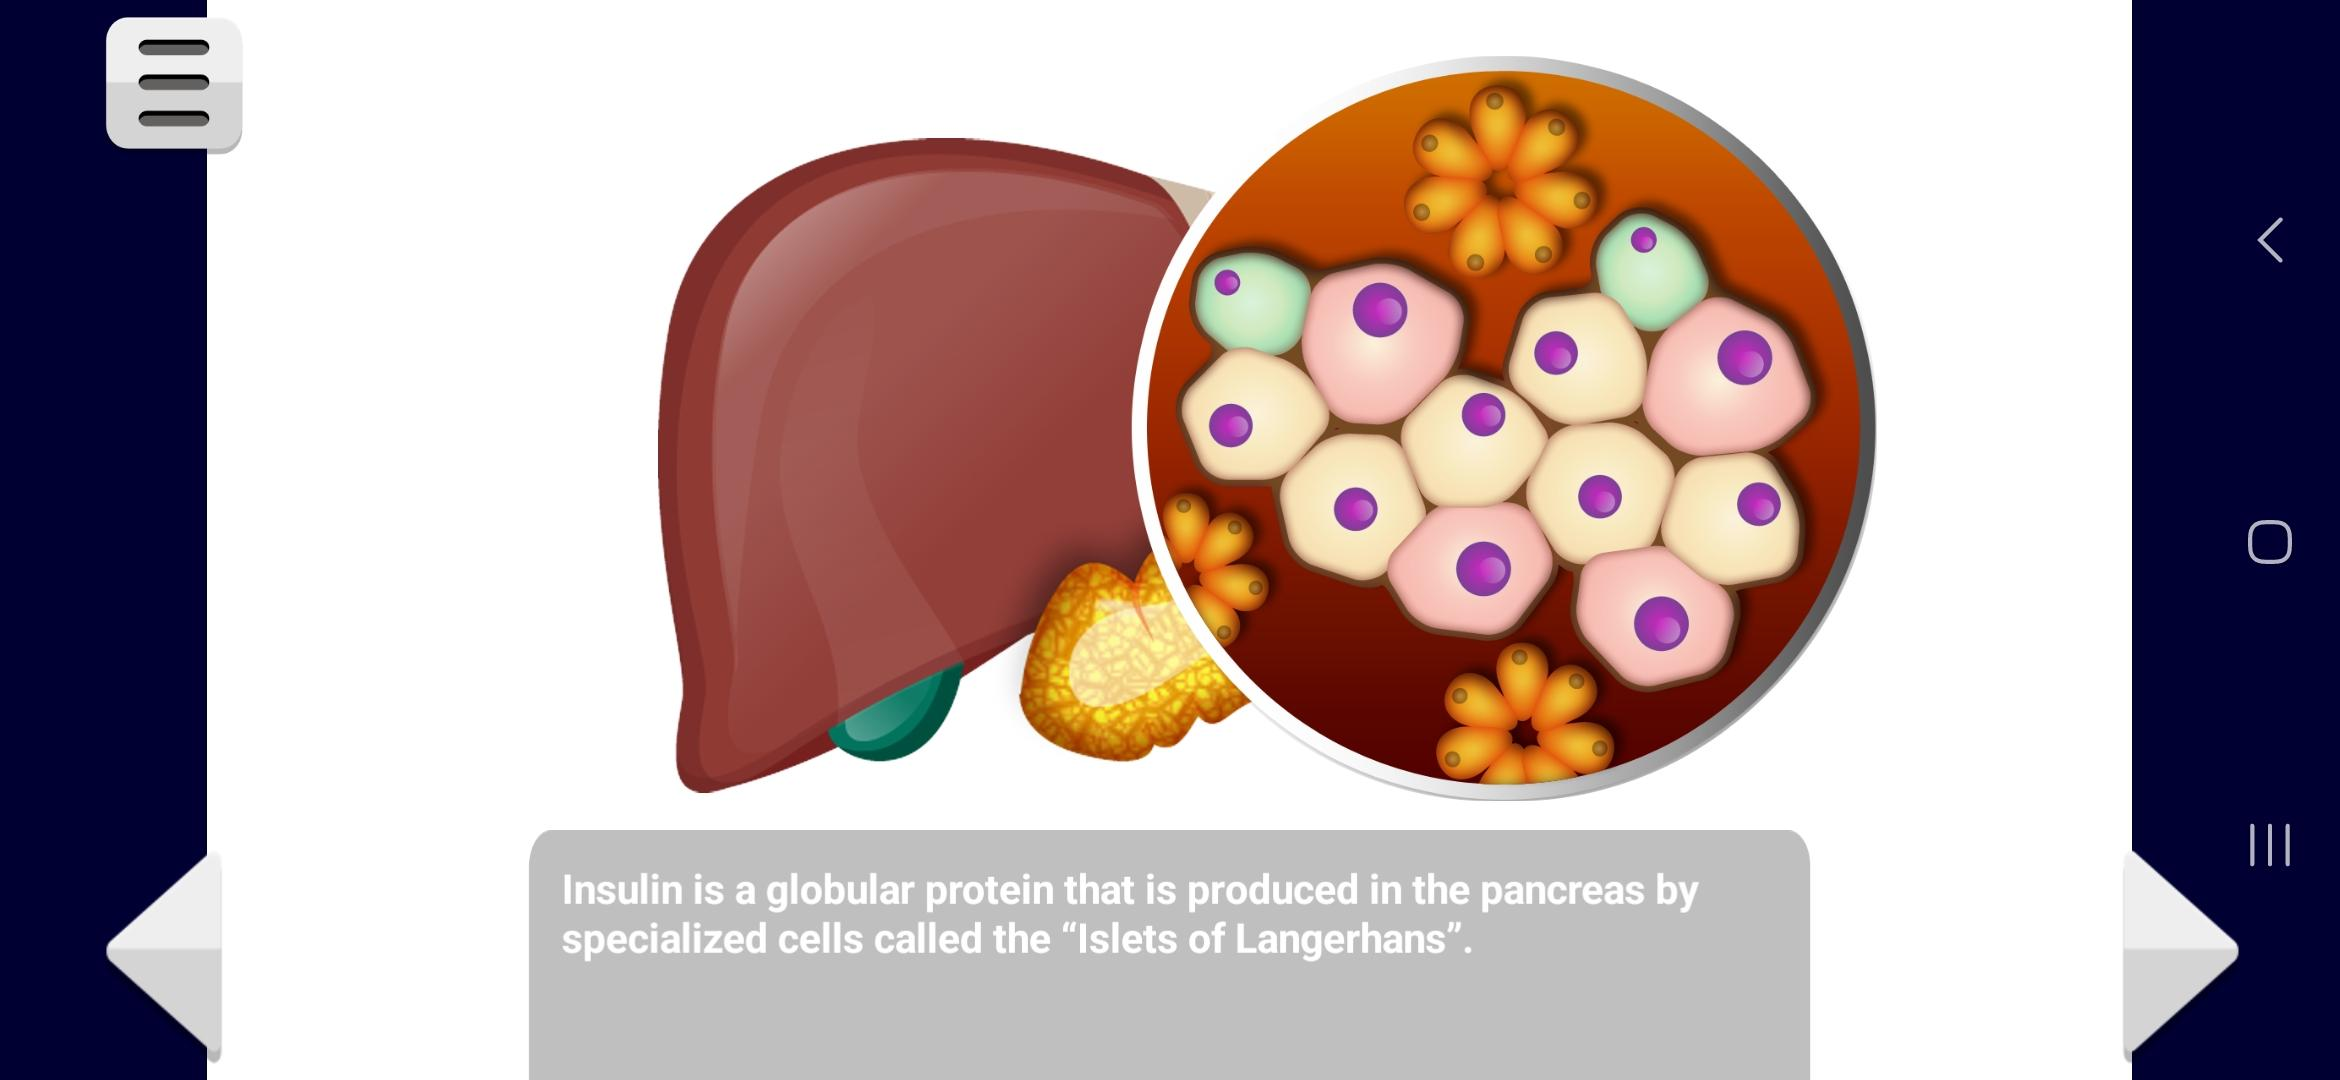 Insulin is a globular protein that is produced in the pancreas by
specialized cells called the “Islets of Langerhans”.